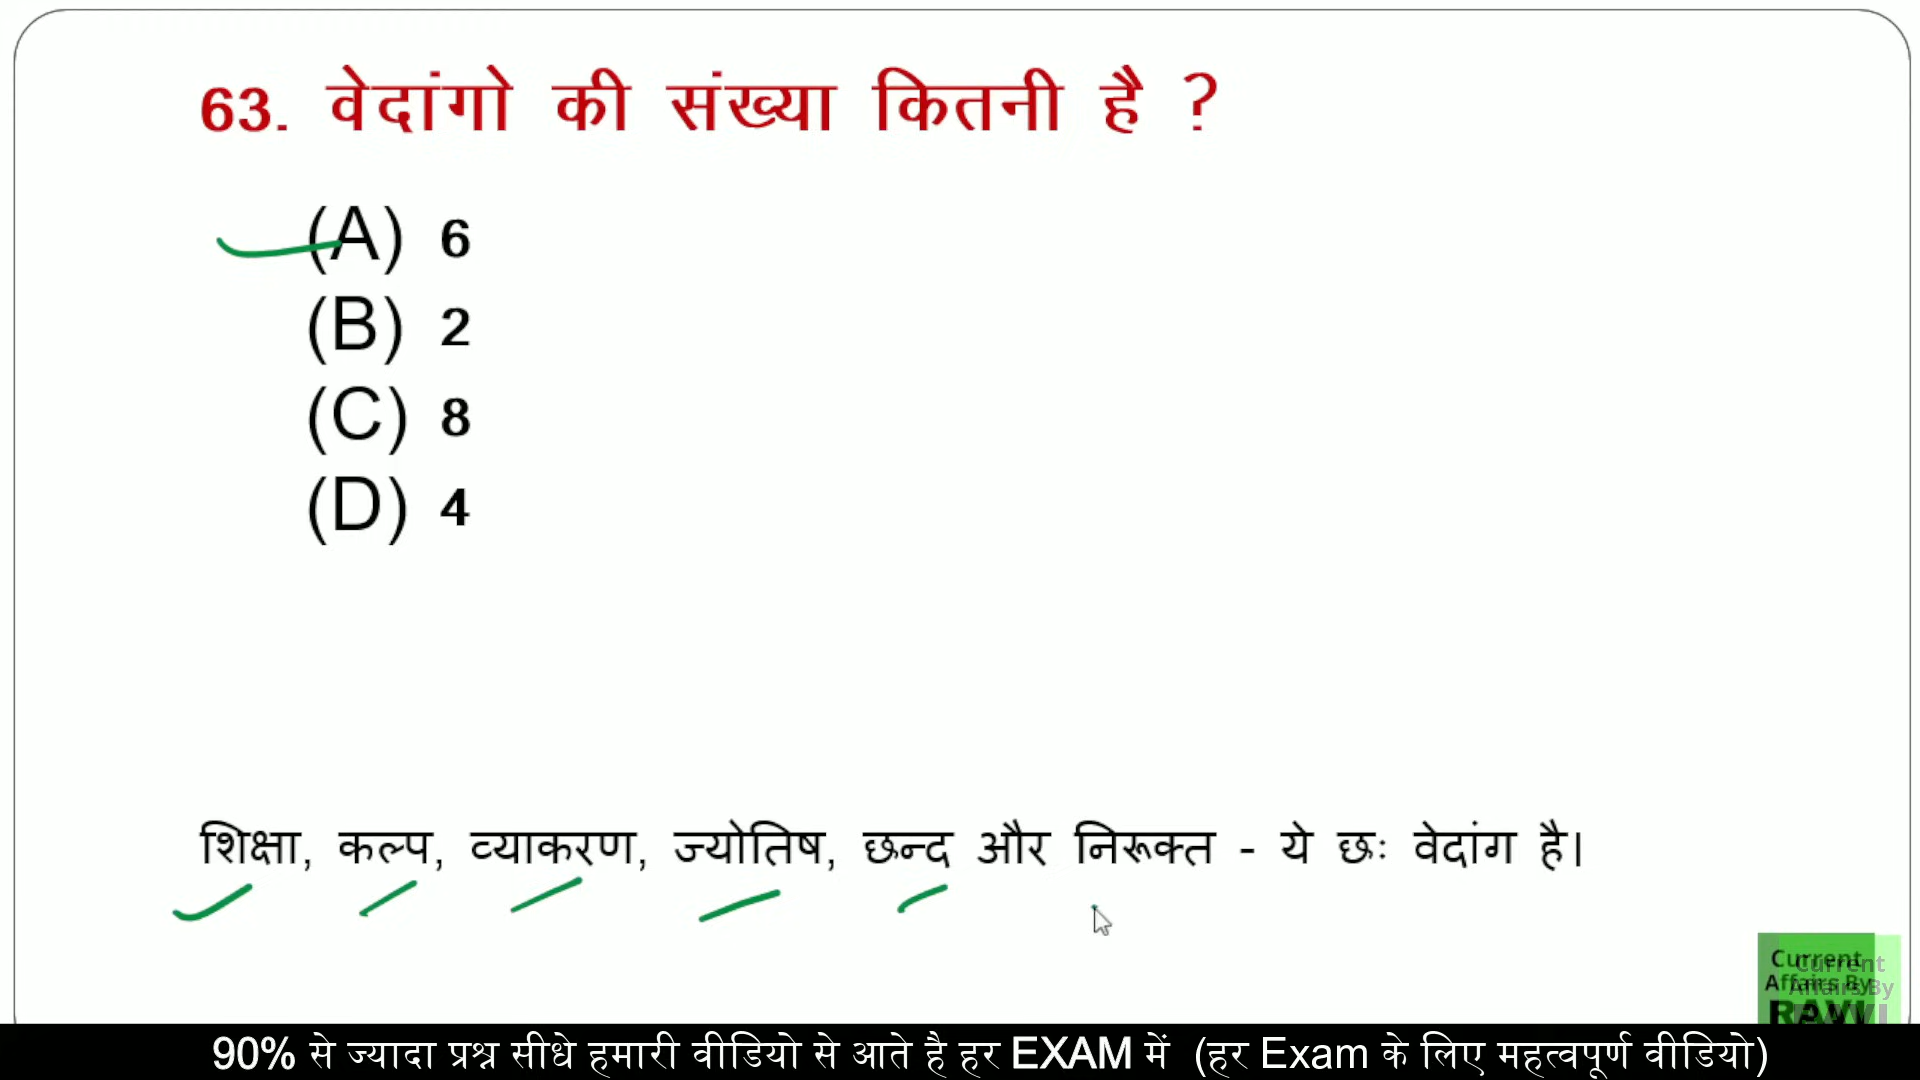 63. वेदांगो की संख्या कितनी है ?
(A) 6
(B) 2
(C) 8
(D) 4
शिक्षा, कल्प, व्याकरण, ज्योतिष, छन्द और निरूक्त - ये छः वेदांग है।
Current
Affairs By
RAVI
90% से ज्यादा प्रश्न सीधे हमारी वीडियो से आते है हर EXAM में (हर Exam के लिए महत्वपूर्ण वीडियो)